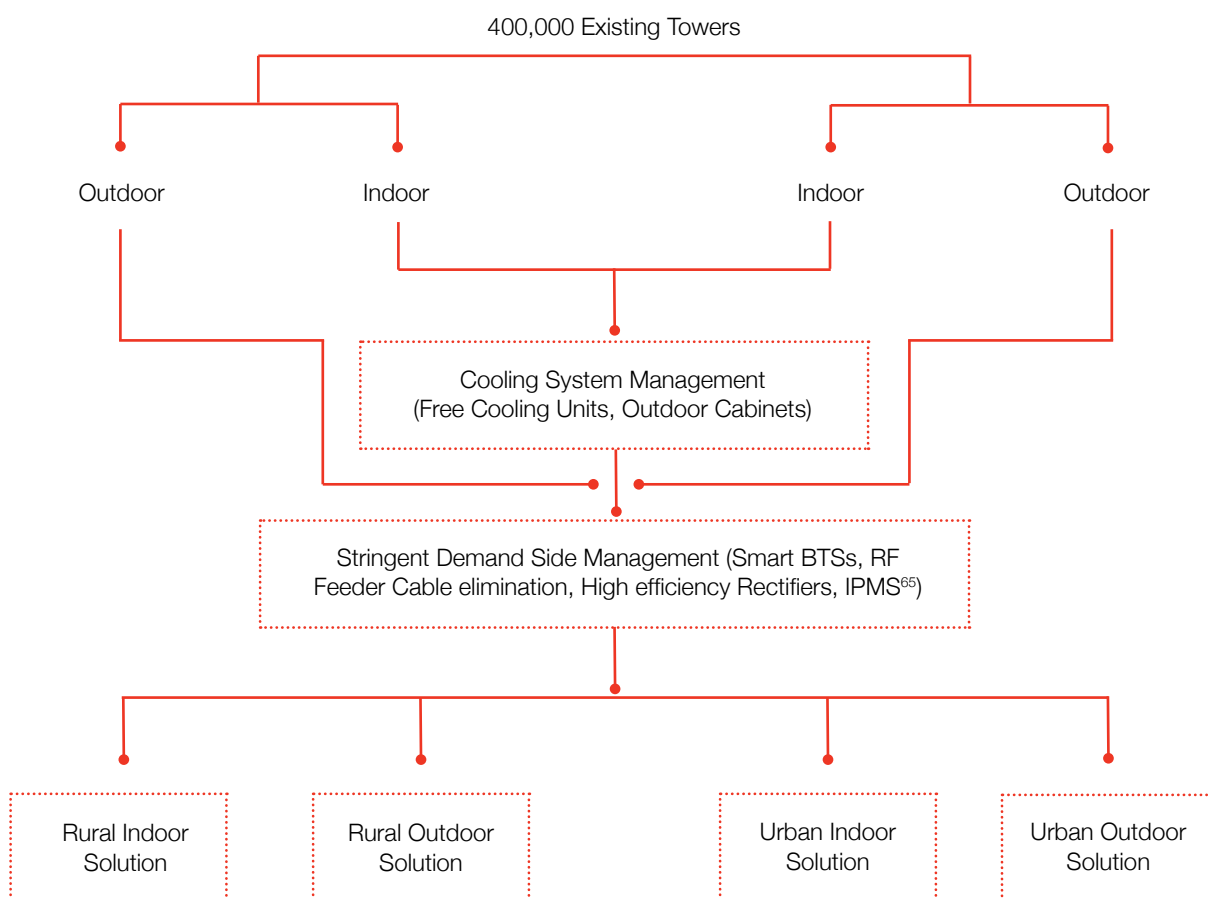 400,000 Existing Towers
Outdoor
Indoor
Indoor
Outdoor
Cooling System Management
(Free Cooling Units, Outdoor Cabinets)
Stringent Demand Side Management (Smart BTSs, RF
Feeder Cable elimination, High efficiency Rectifiers, IPMS⁶⁵)
Rural Indoor
Solution
Rural Outdoor
Solution
Urban Indoor
Solution
Urban Outdoor
Solution